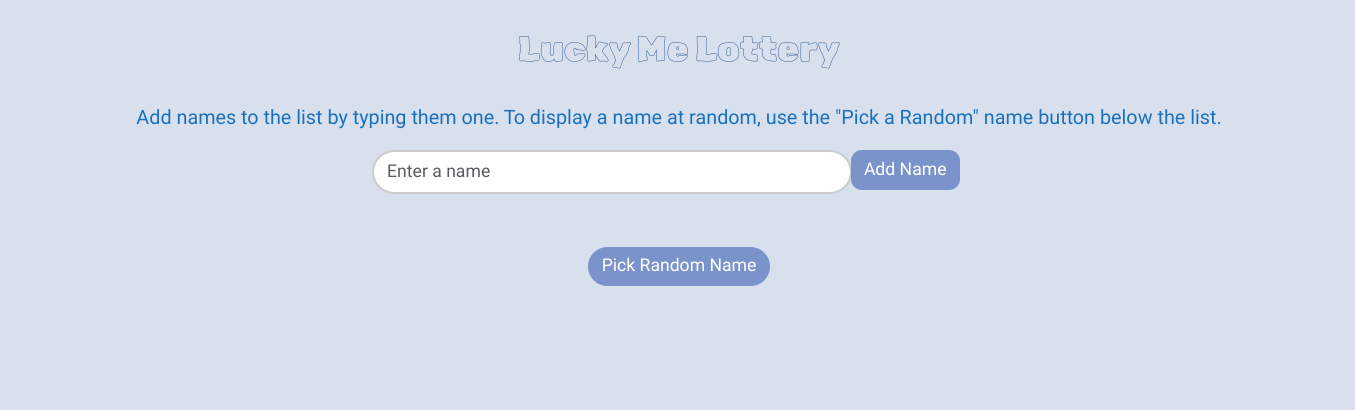 Lucky Me Lottery
Add names to the list by typing them one. To display a name at random, use the "Pick a Random" name button below the list.
Enter a name
Add Name
Pick Random Name